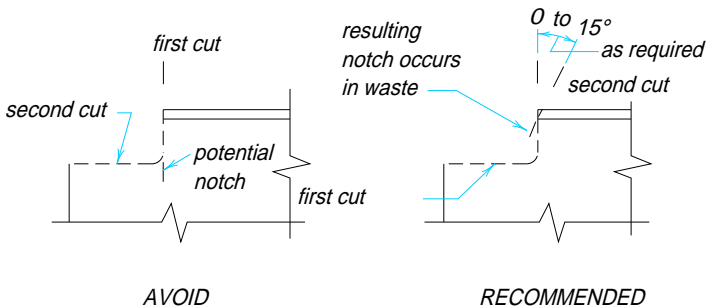 first cut
second cut
potential
notch
AVOID
resulting
notch occurs
in waste
0 to 15°
as required
second cut
first cut
RECOMMENDED